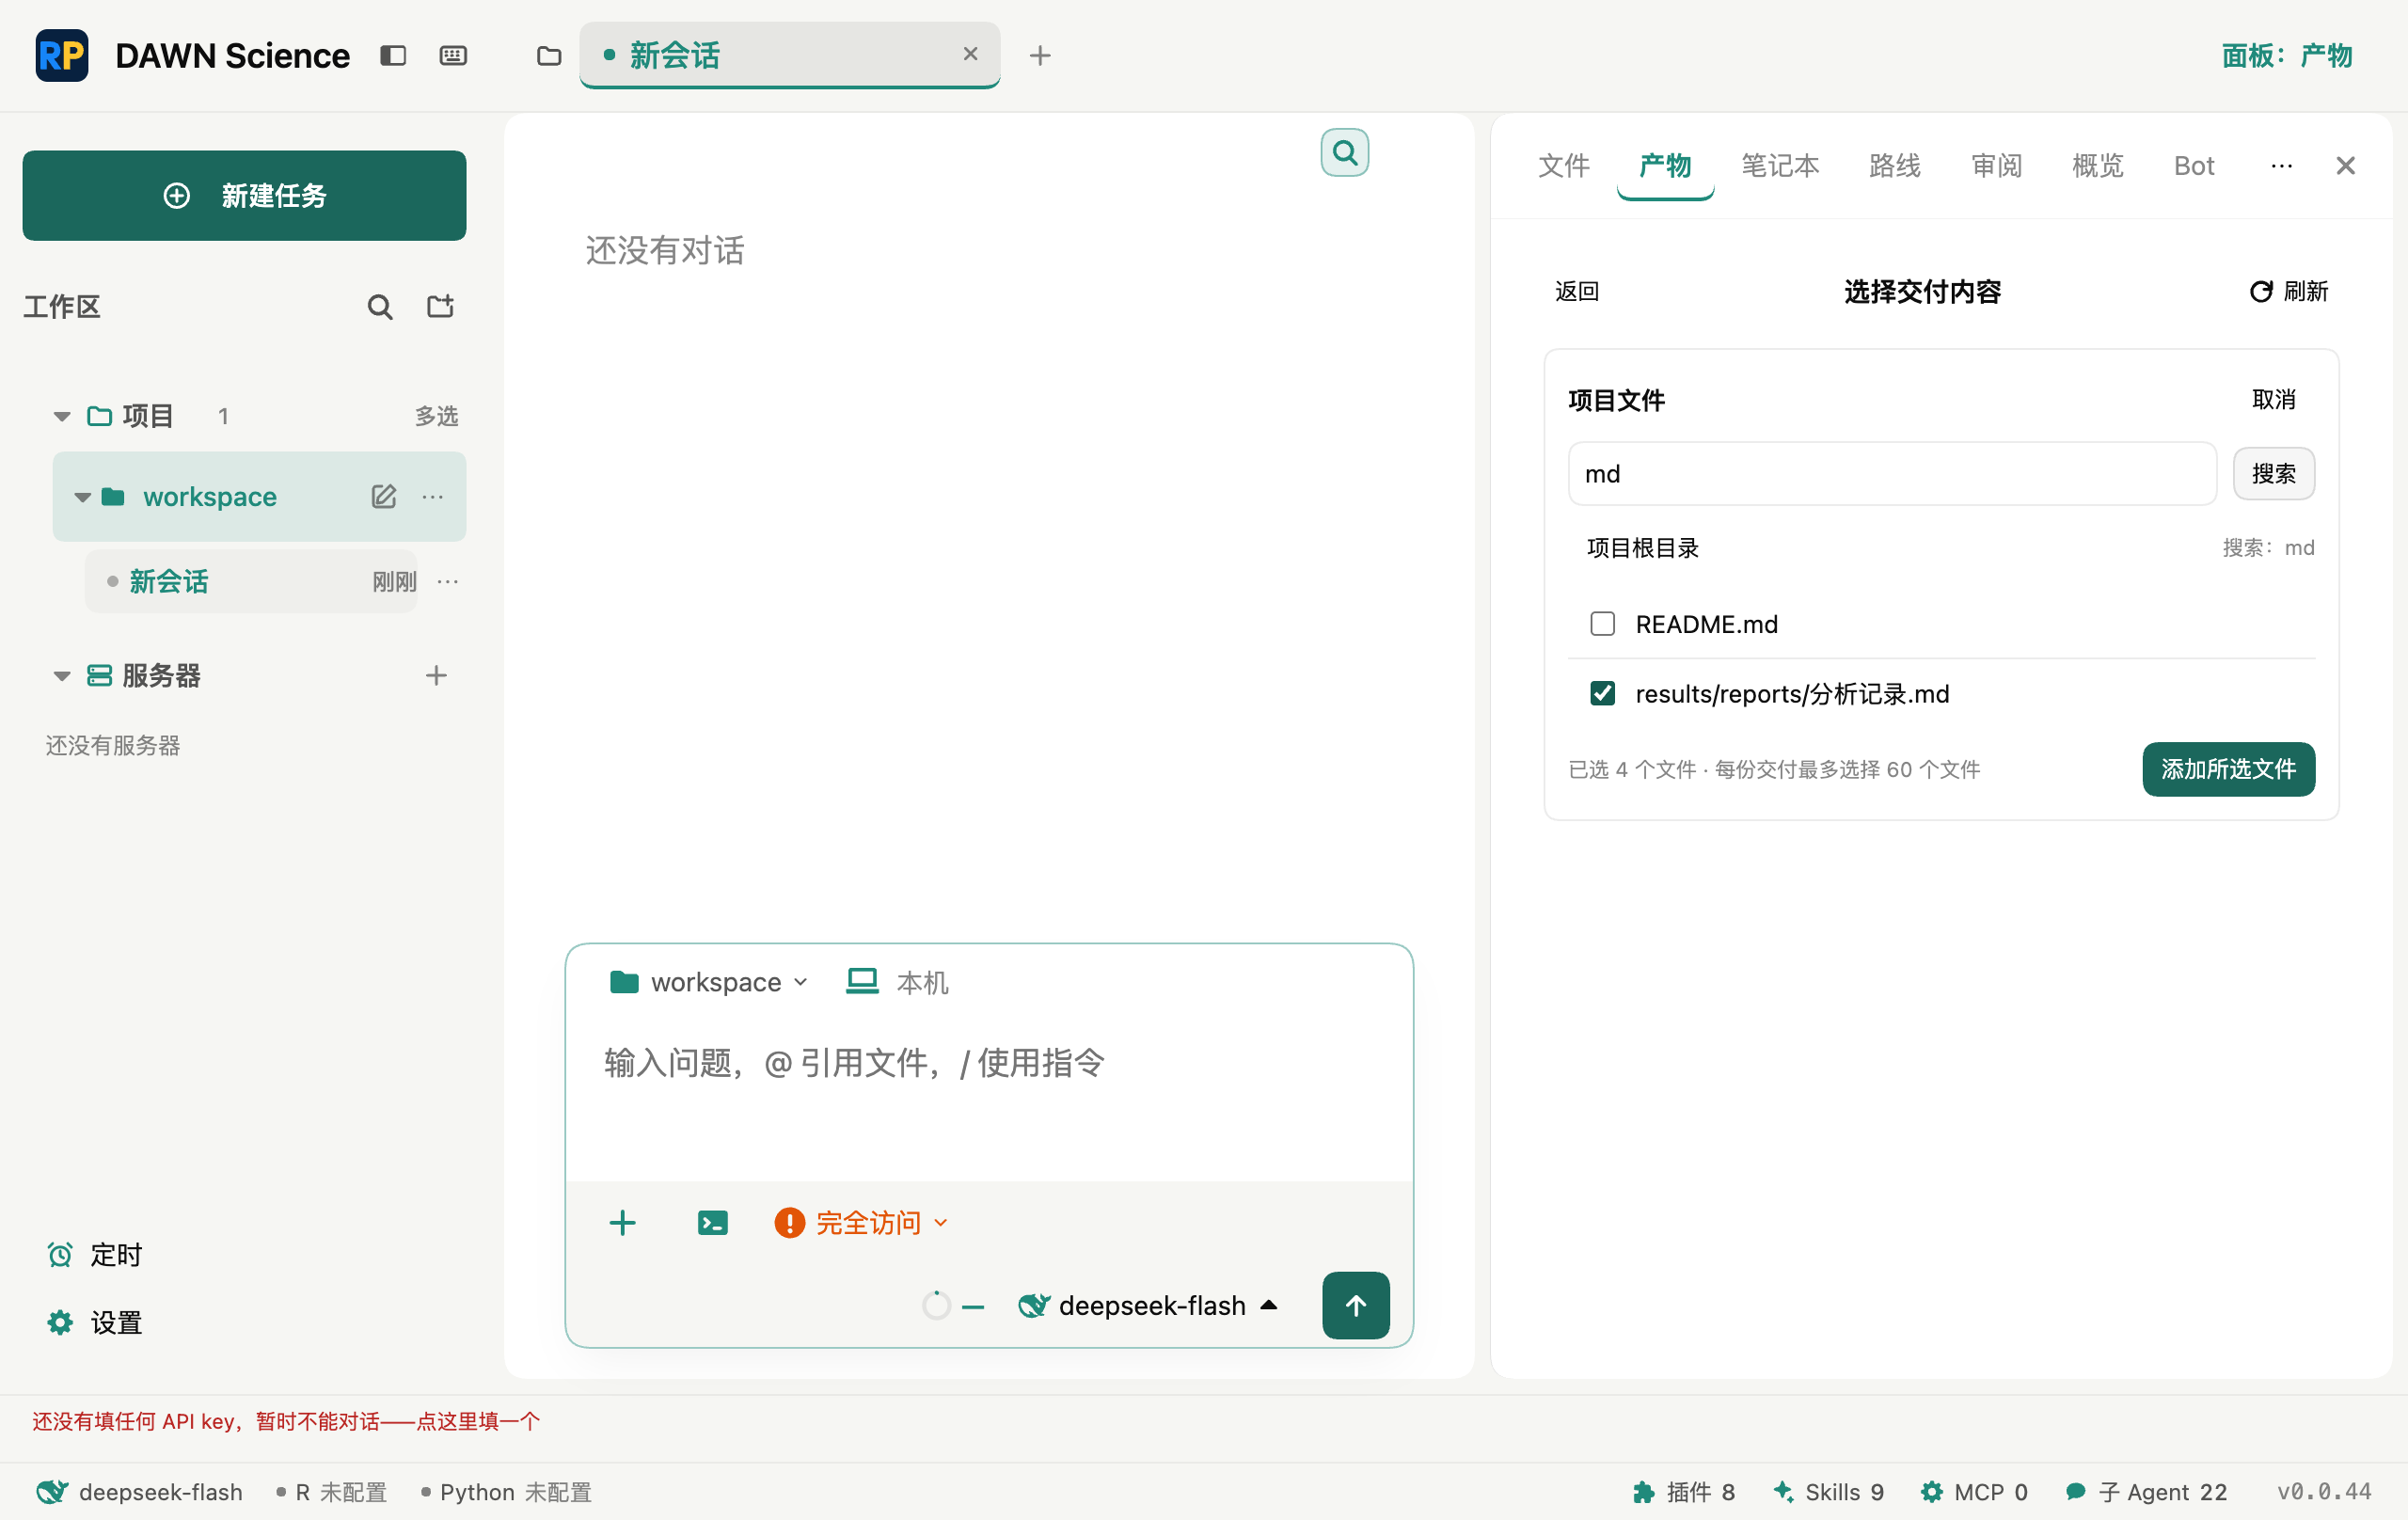 RP DAWN Science 新会话 面板：产物
新建任务
工作区
项目 1 多选
workspace
新会话 刚刚
服务器
还没有服务器
定时
设置
还没有对话
workspace 本机
输入问题，@ 引用文件，/ 使用指令
完全访问
deepseek-flash
文件 产物 笔记本 路线 审阅 概览 Bot
返回 选择交付内容 刷新
项目文件 取消
md 搜索
项目根目录 搜索：md
README.md
results/reports/分析记录.md
已选 4 个文件 · 每份交付最多选择 60 个文件 添加所选文件
还没有填任何 API key，暂时不能对话——点这里填一个
deepseek-flash R 未配置 Python 未配置 插件 8 Skills 9 MCP 0 子 Agent 22 v0.0.44